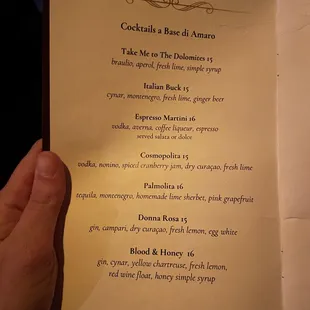 Cocktails a Base di Amaro
Take Me to The Dolomites 15
braulio, aperol, fresh lime, simple syrup
Italian Buck 15
cynar, montenegro, fresh lime, ginger beer
Espresso Martini 16
vodka, averna, coffee liqueur, espresso
served salata or dolce
Cosmopolita 15
vodka, nonino, spiced cranberry jam, dry curaçao, fresh lime
Palmolita 16
tequila, montenegro, homemade lime sherbet, pink grapefruit
Donna Rosa 15
gin, campari, dry curaçao, fresh lemon, egg white
Blood & Honey 16
gin, cynar, yellow chartreuse, fresh lemon,
red wine float, honey simple syrup